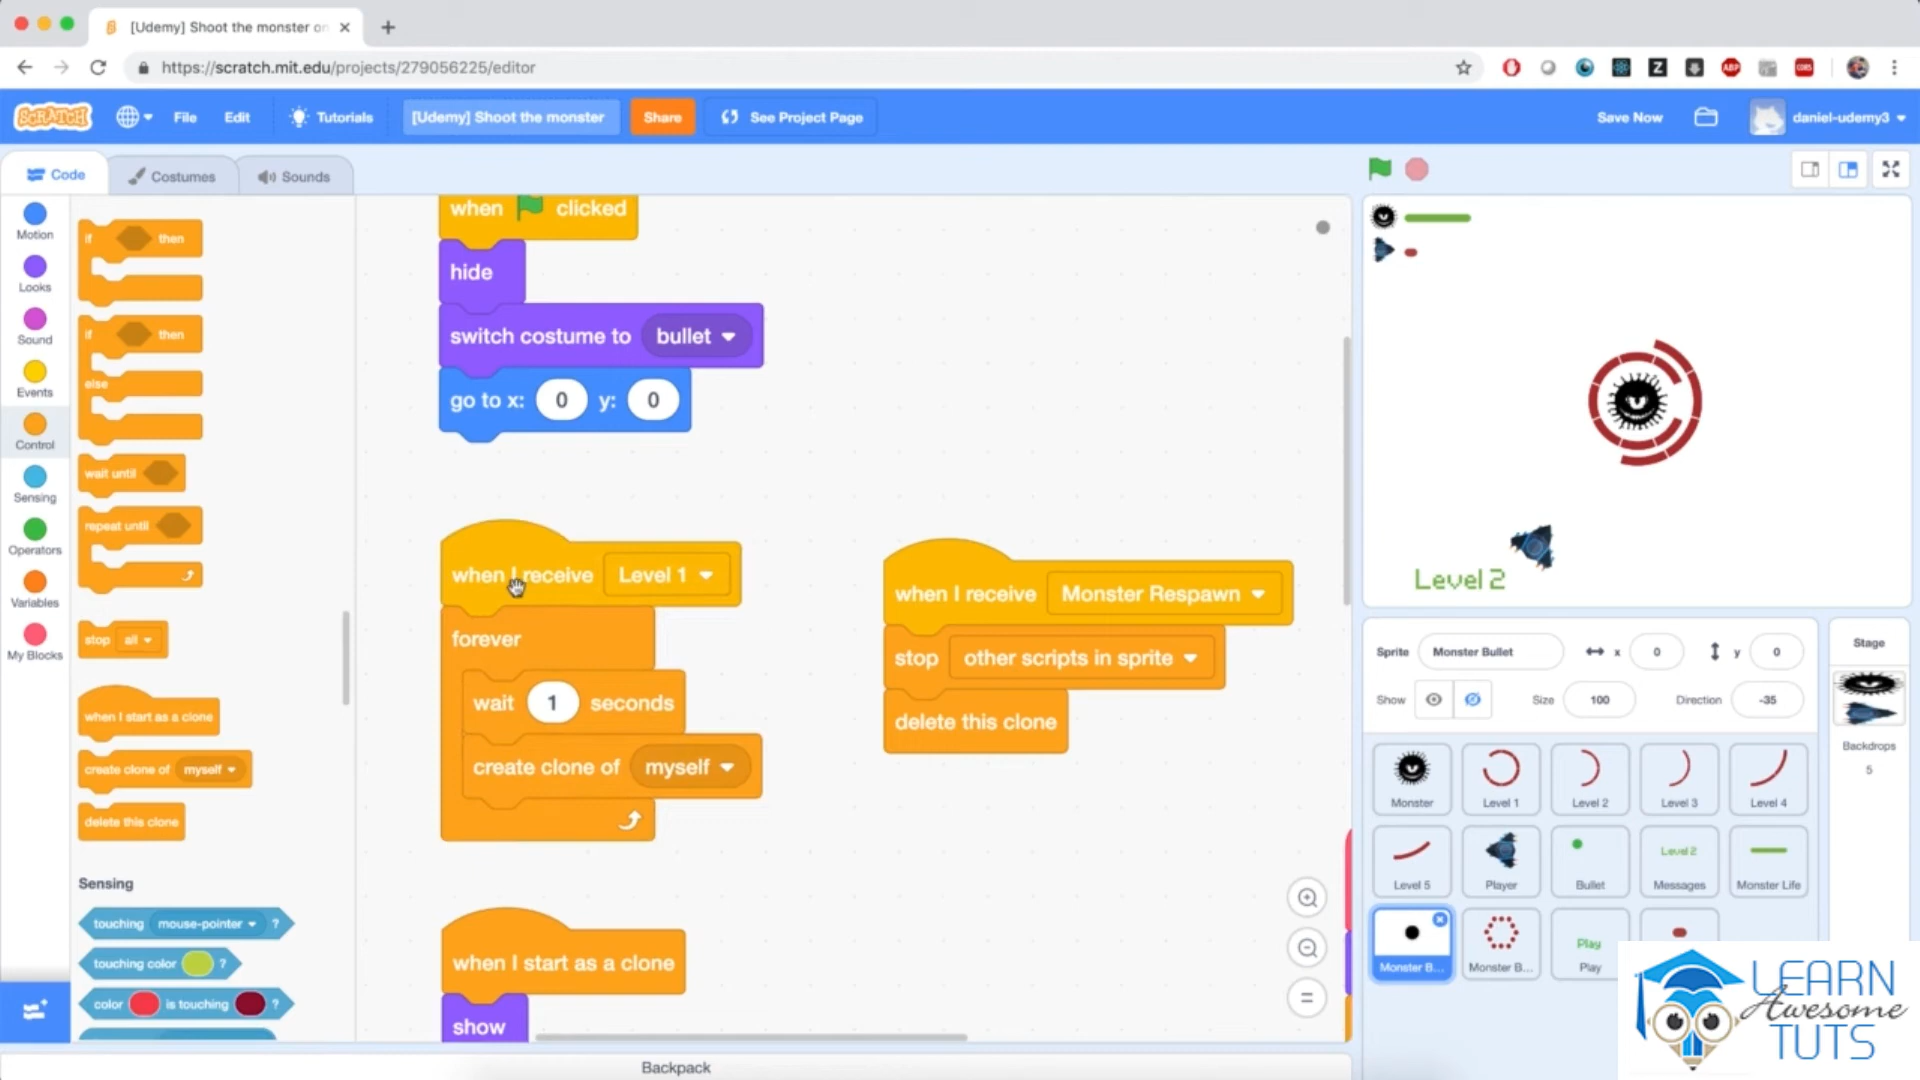 [Udemy] Shoot the monster on
https://scratch.mit.edu/projects/279056225/editor
SCRATCH
File
Edit
Tutorials
[Udemy] Shoot the monster
Share
See Project Page
Save Now
daniel-udemy3
Code
Costumes
Sounds
Motion
Looks
Sound
Events
Control
Sensing
Operators
Variables
My Blocks
if then
if then
else
wait until
repeat until
stop all
when I start as a clone
create clone of myself
delete this clone
Sensing
touching mouse-pointer ?
touching color ?
color is touching ?
when clicked
hide
switch costume to bullet
go to x: 0 y: 0
when I receive Level 1
forever
wait 1 seconds
create clone of myself
when I start as a clone
show
when I receive Monster Respawn
stop other scripts in sprite
delete this clone
Backpack
Level 2
Sprite Monster Bullet x 0 y 0
Show Size 100 Direction -35
Stage
Backdrops
5
Monster
Level 1
Level 2
Level 3
Level 4
Level 5
Player
Bullet
Level 2
Messages
Monster Life
Monster B...
Monster B...
Play
Play
LEARN
Awesome
TUTS
ABP
CORS
Z